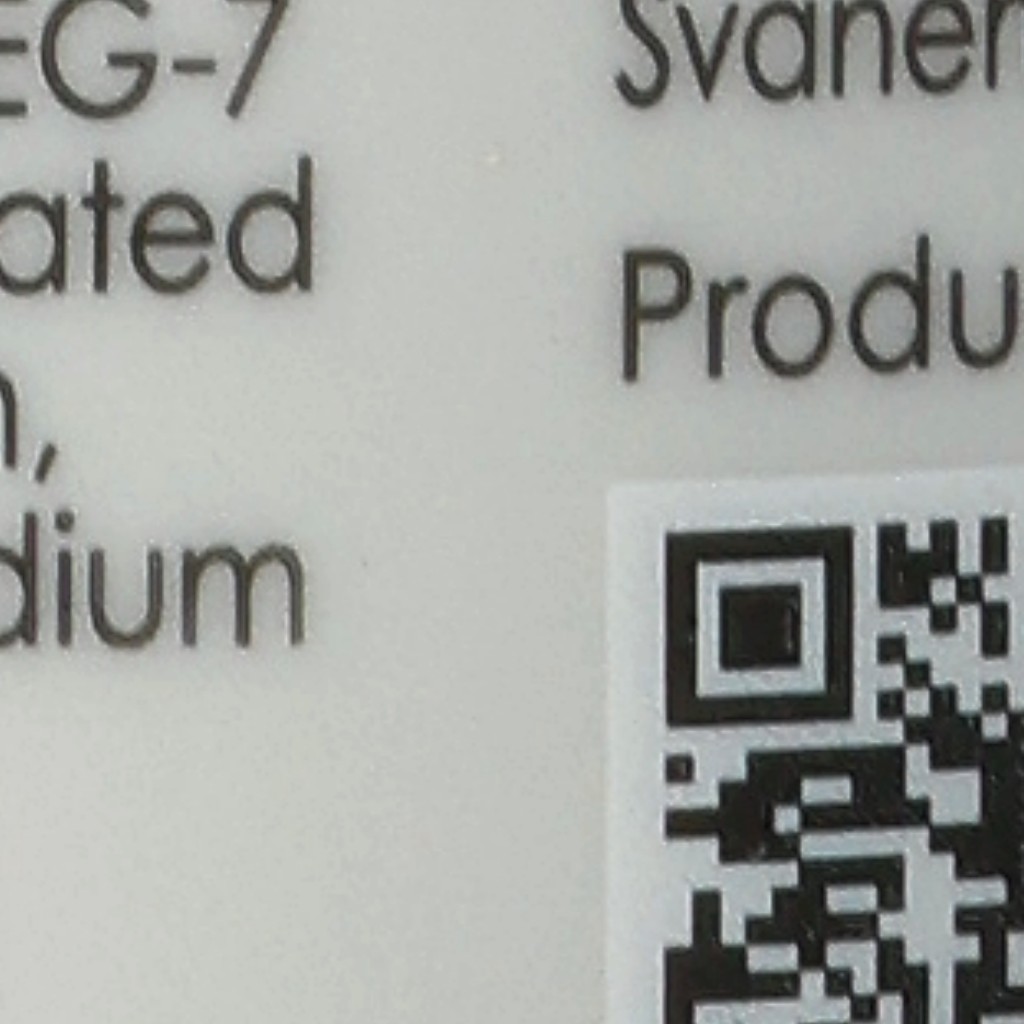 EG-7
ated
,
dium
Svaner
Produ